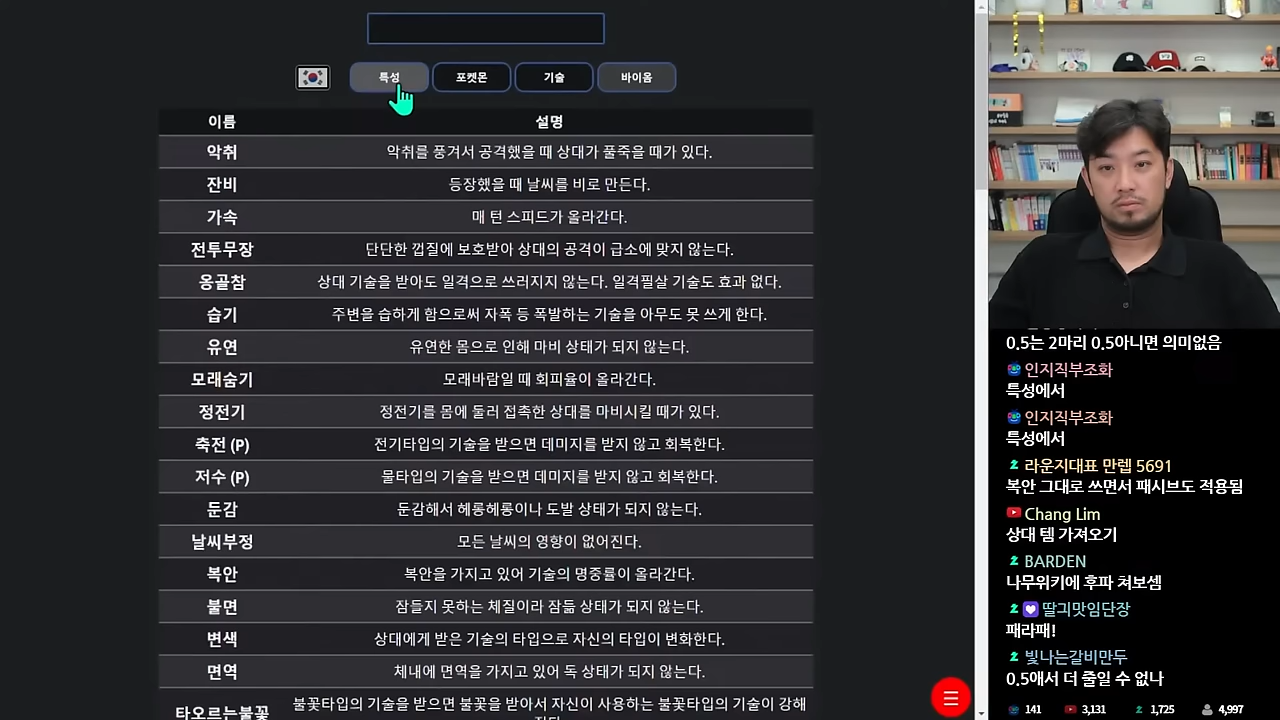 특성
포켓몬
기술
바이옴
이름 설명
악취 악취를 풍겨서 공격했을 때 상대가 풀죽을 때가 있다.
잔비 등장했을 때 날씨를 비로 만든다.
가속 매 턴 스피드가 올라간다.
전투무장 단단한 껍질에 보호받아 상대의 공격이 급소에 맞지 않는다.
옹골참 상대 기술을 받아도 일격으로 쓰러지지 않는다. 일격필살 기술도 효과 없다.
습기 주변을 습하게 함으로써 자폭 등 폭발하는 기술을 아무도 못 쓰게 한다.
유연 유연한 몸으로 인해 마비 상태가 되지 않는다.
모래숨기 모래바람일 때 회피율이 올라간다.
정전기 정전기를 몸에 둘러 접촉한 상대를 마비시킬 때가 있다.
축전 (P) 전기타입의 기술을 받으면 데미지를 받지 않고 회복한다.
저수 (P) 물타입의 기술을 받으면 데미지를 받지 않고 회복한다.
둔감 둔감해서 헤롱헤롱이나 도발 상태가 되지 않는다.
날씨부정 모든 날씨의 영향이 없어진다.
복안 복안을 가지고 있어 기술의 명중률이 올라간다.
불면 잠들지 못하는 체질이라 잠듦 상태가 되지 않는다.
변색 상대에게 받은 기술의 타입으로 자신의 타입이 변화한다.
면역 체내에 면역을 가지고 있어 독 상태가 되지 않는다.
타오르는불꽃 불꽃타입의 기술을 받으면 불꽃을 받아서 자신이 사용하는 불꽃타입의 기술이 강해
0.5는 2마리 0.5아니면 의미없음
인지직부조화
특성에서
인지직부조화
특성에서
라운지대표 만렙 5691
복안 그대로 쓰면서 패시브도 적용됨
Chang Lim
상대 템 가져오기
BARDEN
나무위키에 후파 쳐보셈
딸긔맛임단장
패라패!
빛나는갈비만두
0.5애서 더 줄일 수 없나
141 3,131 1,725 4,997